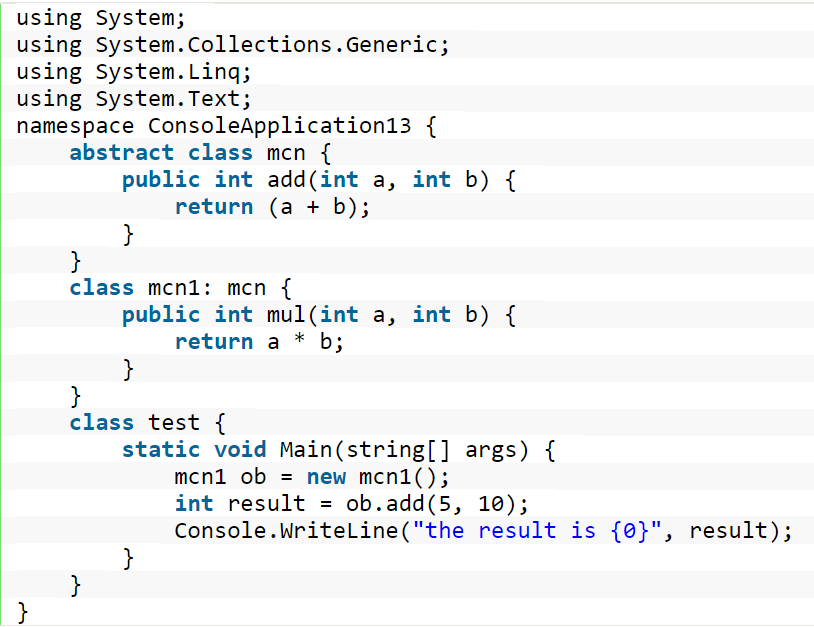 using System;
using System.Collections.Generic;
using System.Linq;
using System.Text;
namespace ConsoleApplication13 {
    abstract class mcn {
        public int add(int a, int b) {
            return (a + b);
        }
    }
    class mcn1: mcn {
        public int mul(int a, int b) {
            return a * b;
        }
    }
    class test {
        static void Main(string[] args) {
            mcn1 ob = new mcn1();
            int result = ob.add(5, 10);
            Console.WriteLine("the result is {0}", result);
        }
    }
}